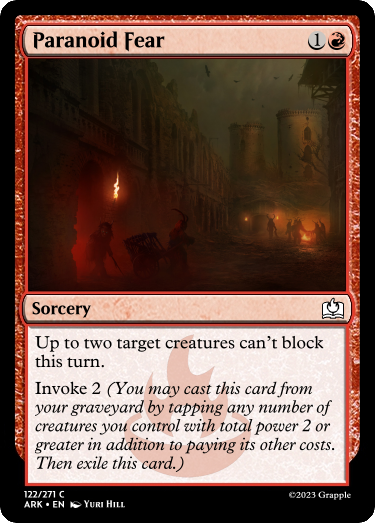 Paranoid Fear 1
Sorcery
Up to two target creatures can't block
this turn.
Invoke 2 (You may cast this card from
your graveyard by tapping any number of
creatures you control with total power 2 or
greater in addition to paying its other costs.
Then exile this card.)
122/271 C
ARK • EN Yuri Hill
©2023 Grapple